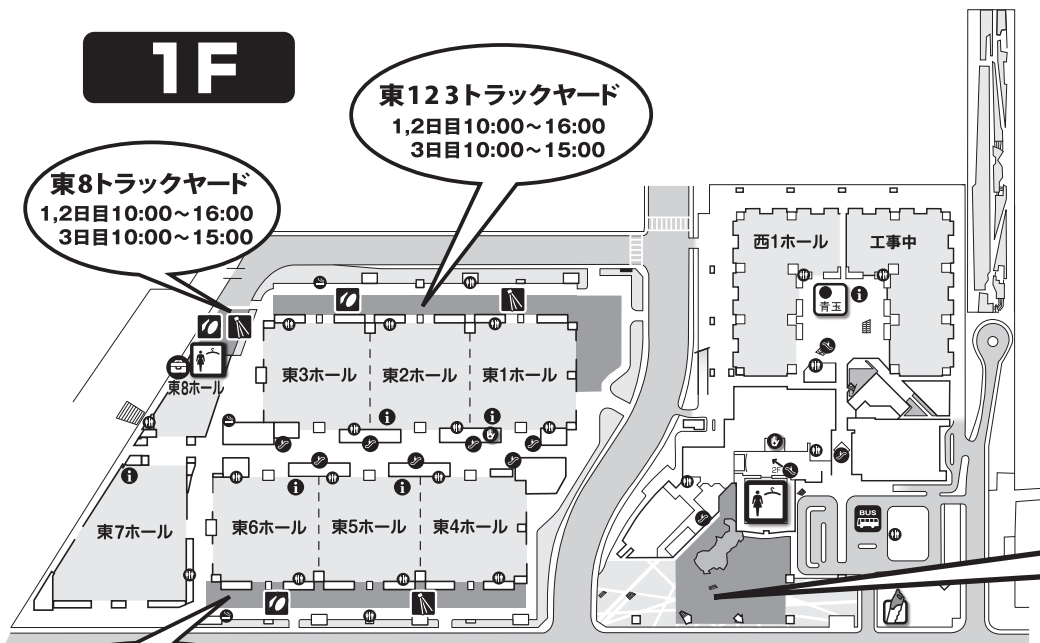 1F
東123トラックヤード
1,2日目10:00～16:00
3日目10:00～15:00
東8トラックヤード
1,2日目10:00～16:00
3日目10:00～15:00
西1ホール
工事中
青玉
東8ホール
東3ホール
東2ホール
東1ホール
2F
東7ホール
東6ホール
東5ホール
東4ホール
BUS